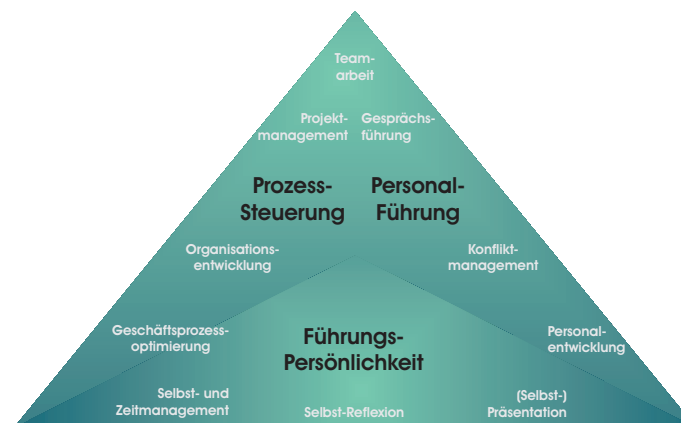 Team-
arbeit
Projekt-
management
Gesprächs-
führung
Prozess-
Steuerung
Personal-
Führung
Organisations-
entwicklung
Konflikt-
management
Geschäftsprozess-
optimierung
Führungs-
Persönlichkeit
Personal-
entwicklung
Selbst- und
Zeitmanagement
Selbst-Reflexion
(Selbst-)
Präsentation